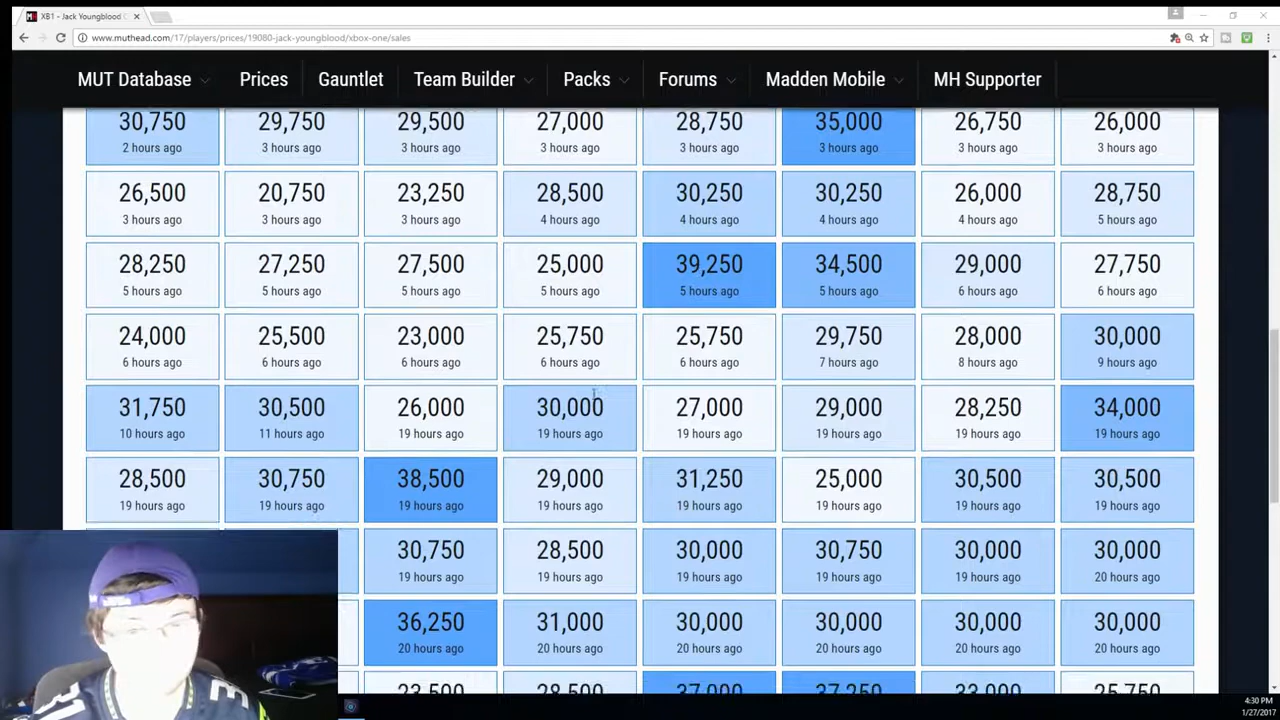 XB1 - Jack Youngblood
www.muthead.com/17/players/prices/19080-jack-youngblood/xbox-one/sales
MUT Database Prices Gauntlet Team Builder Packs Forums Madden Mobile MH Supporter
30,750 29,750 29,500 27,000 28,750 35,000 26,750 26,000
2 hours ago 3 hours ago 3 hours ago 3 hours ago 3 hours ago 3 hours ago 3 hours ago 3 hours ago
26,500 20,750 23,250 28,500 30,250 30,250 26,000 28,750
3 hours ago 3 hours ago 3 hours ago 4 hours ago 4 hours ago 4 hours ago 4 hours ago 5 hours ago
28,250 27,250 27,500 25,000 39,250 34,500 29,000 27,750
5 hours ago 5 hours ago 5 hours ago 5 hours ago 5 hours ago 5 hours ago 6 hours ago 6 hours ago
24,000 25,500 23,000 25,750 25,750 29,750 28,000 30,000
6 hours ago 6 hours ago 6 hours ago 6 hours ago 6 hours ago 7 hours ago 8 hours ago 9 hours ago
31,750 30,500 26,000 30,000 27,000 29,000 28,250 34,000
10 hours ago 11 hours ago 19 hours ago 19 hours ago 19 hours ago 19 hours ago 19 hours ago 19 hours ago
28,500 30,750 38,500 29,000 31,250 25,000 30,500 30,500
19 hours ago 19 hours ago 19 hours ago 19 hours ago 19 hours ago 19 hours ago 19 hours ago 19 hours ago
30,750 28,500 30,000 30,750 30,000 30,000
19 hours ago 19 hours ago 19 hours ago 19 hours ago 19 hours ago 20 hours ago
36,250 31,000 30,000 30,000 30,000 30,000
20 hours ago 20 hours ago 20 hours ago 20 hours ago 20 hours ago 20 hours ago
23,500 28,500 37,000 37,250 33,000 25,750
4:30 PM
1/27/2017